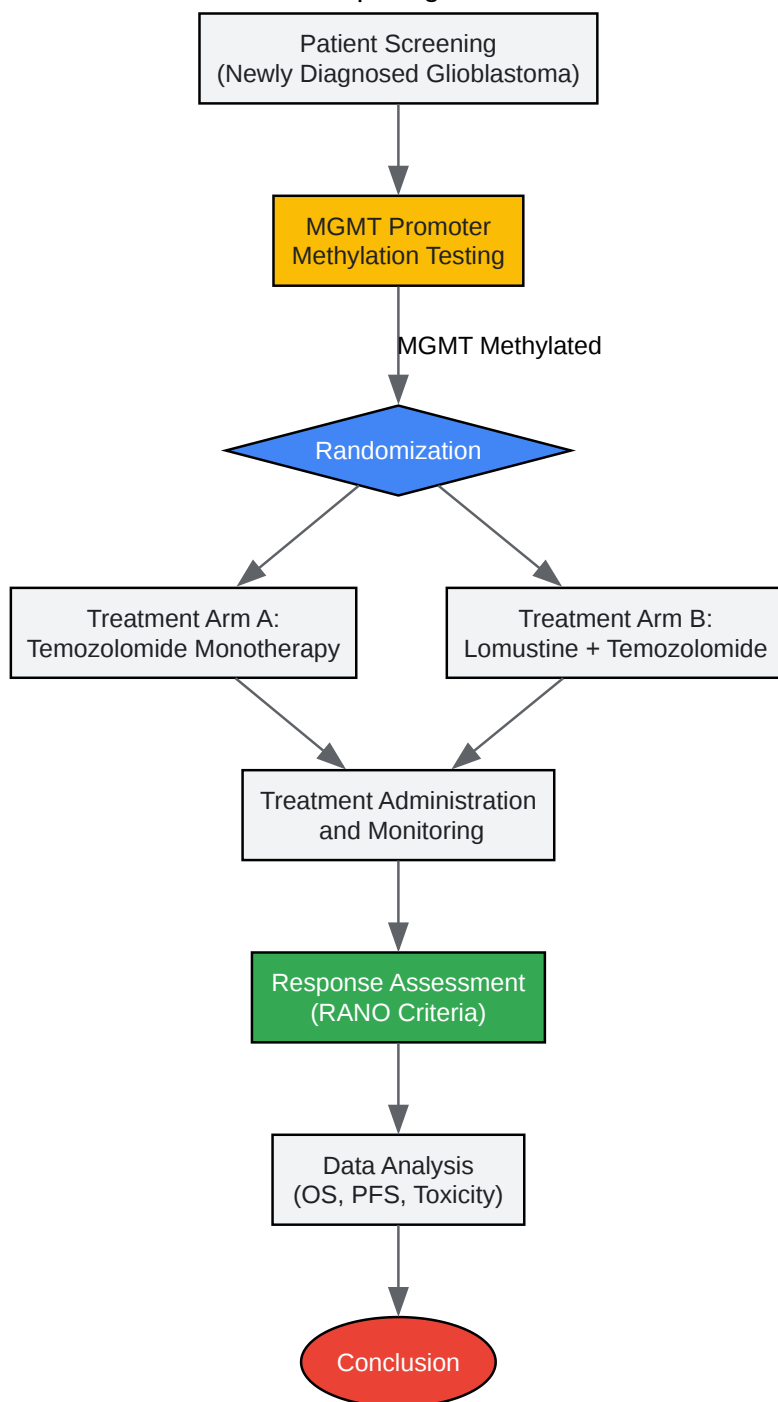 Patient Screening
(Newly Diagnosed Glioblastoma)
MGMT Promoter
Methylation Testing
MGMT Methylated
Randomization
Treatment Arm A:
Temozolomide Monotherapy
Treatment Arm B:
Lomustine + Temozolomide
Treatment Administration
and Monitoring
Response Assessment
(RANO Criteria)
Data Analysis
(OS, PFS, Toxicity)
Conclusion